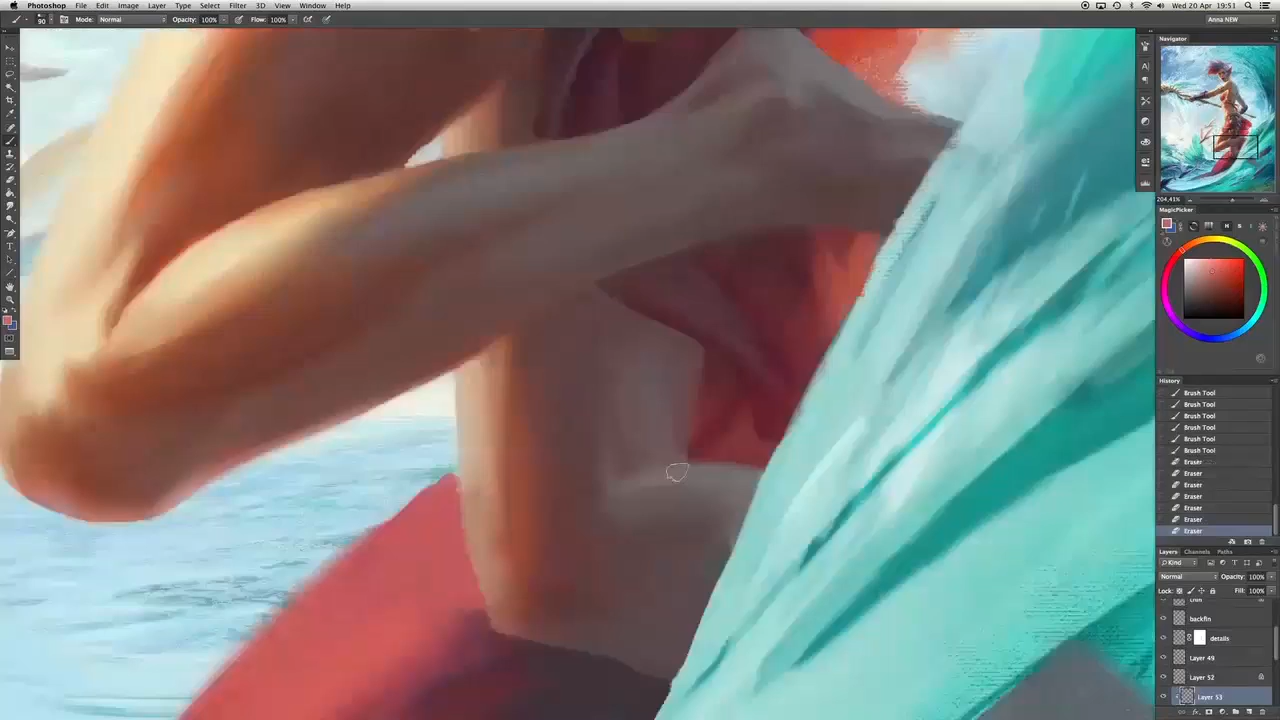 Photoshop File Edit Image Layer Type Select Filter 3D View Window Help Wed 20 Apr 19:51
90 Mode: Normal Opacity: 100% Flow: 100% Anna NEW
Navigator
204,41%
MagicPicker
H S
History
Brush Tool
Brush Tool
Brush Tool
Brush Tool
Brush Tool
Brush Tool
Eraser
Eraser
Eraser
Eraser
Eraser
Eraser
Eraser
Layers Channels Paths
Kind
Normal Opacity: 100%
Lock: Fill: 100%
backfin
details
Layer 49
Layer 52
Layer 53